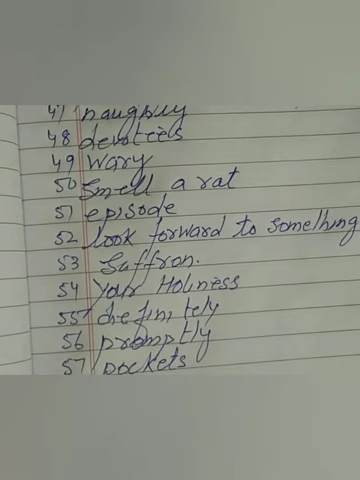 47 naughty
48 devotees
49 Wary
50 Smell a rat
51 episode
52 look forward to something
53 Saffron.
54 Your Holiness
55 definitely
56 promptly
57 pockets